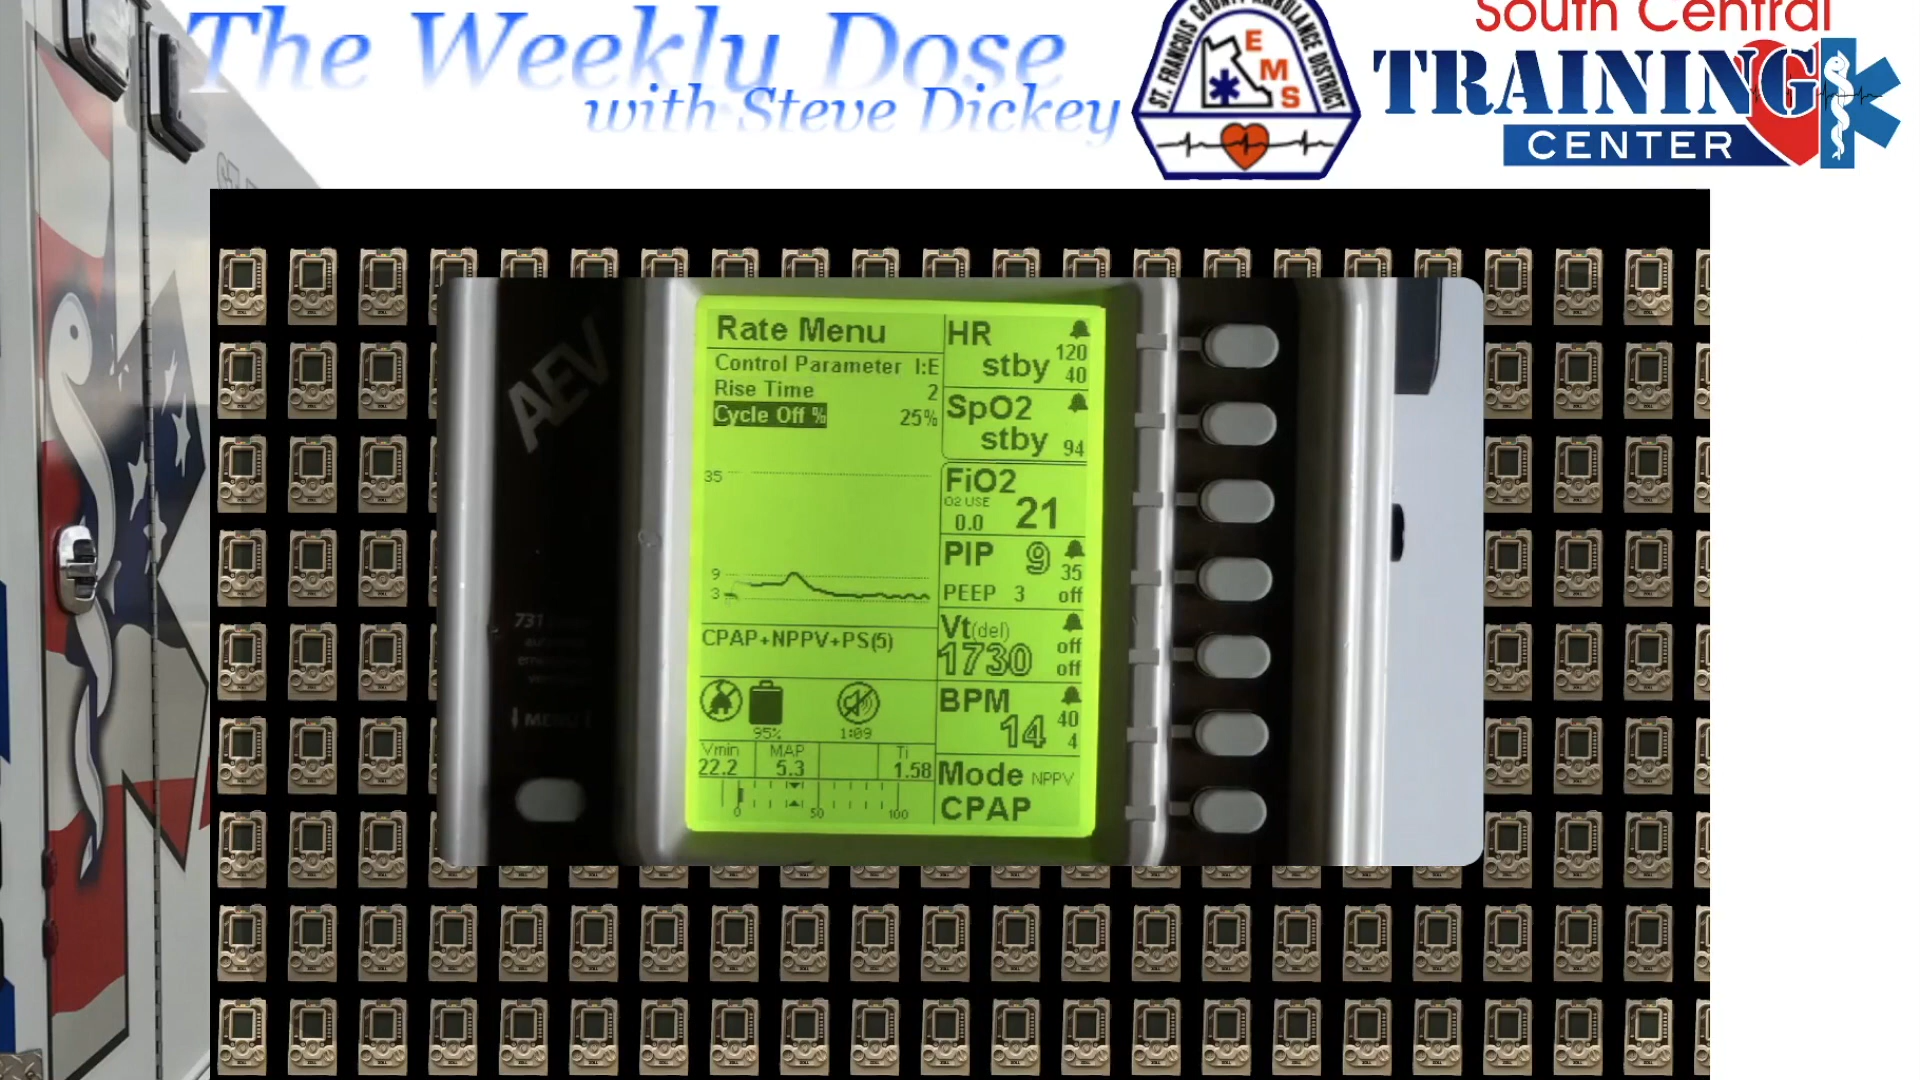 The Weekly Dose
with Steve Dickey
ST. FRANCOIS COUNTY AMBULANCE DISTRICT
E
M
S
South Central
TRAINING
CENTER
AEV
731
MENU
Rate Menu
Control Parameter I:E
Rise Time 2
Cycle Off % 25%
35
9
3
CPAP+NPPV+PS(5)
95% 1:09
Vmin MAP Ti
22.2 5.3 1.58
0 50 100
HR
120
stby 40
SpO2
stby 94
FiO2
O2 USE
0.0 21
PIP 9 35
PEEP 3 off
Vt(del) off
1730 off
BPM 40
14 4
Mode NPPV
CPAP